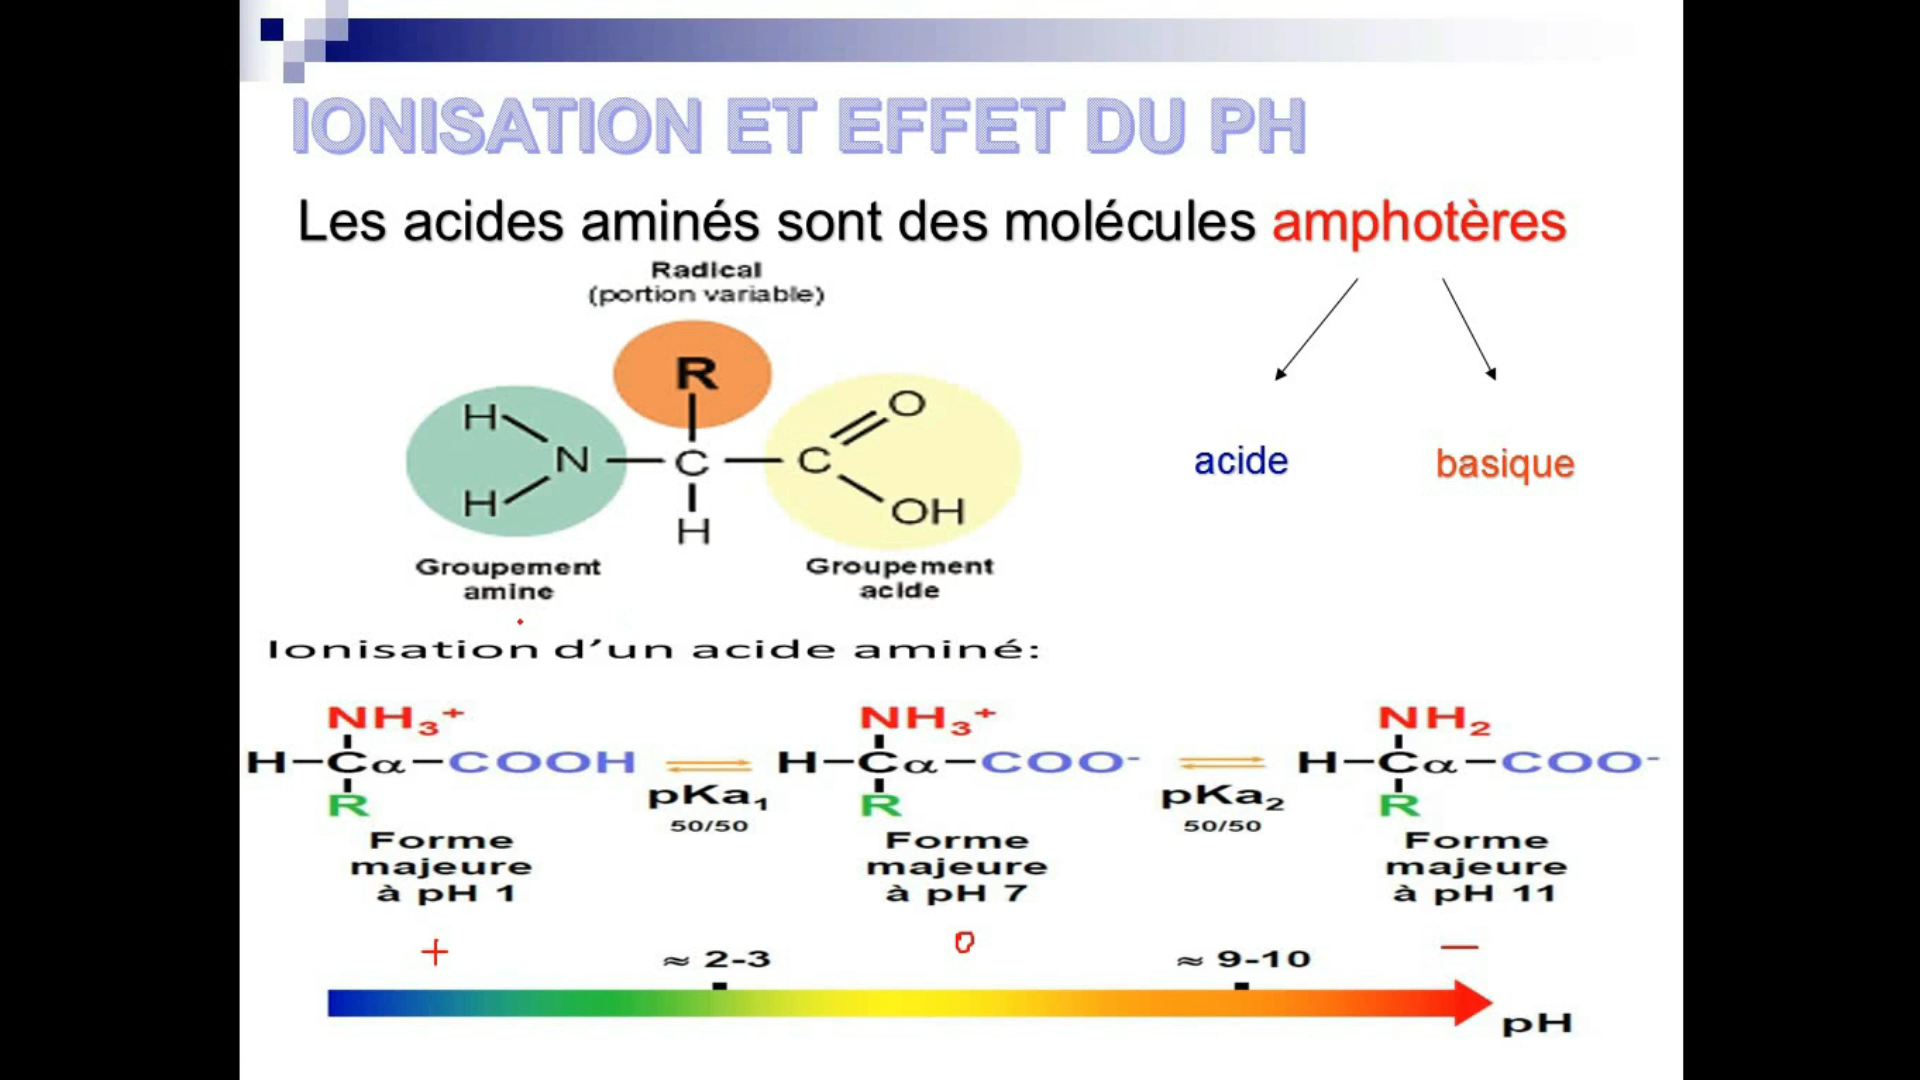 IONISATION ET EFFET DU PH
Les acides aminés sont des molécules amphotères
Radical
(portion variable)
R
H
N
H
C
H
C
O
OH
Groupement
amine
Groupement
acide
acide
basique
Ionisation d'un acide aminé:
NH₃⁺
H-Cα-COOH
R
Forme
majeure
à pH 1
+
pKa₁
50/50
NH₃⁺
H-Cα-COO⁻
R
Forme
majeure
à pH 7
0
pKa₂
50/50
NH₂
H-Cα-COO⁻
R
Forme
majeure
à pH 11
−
≈ 2-3
≈ 9-10
pH